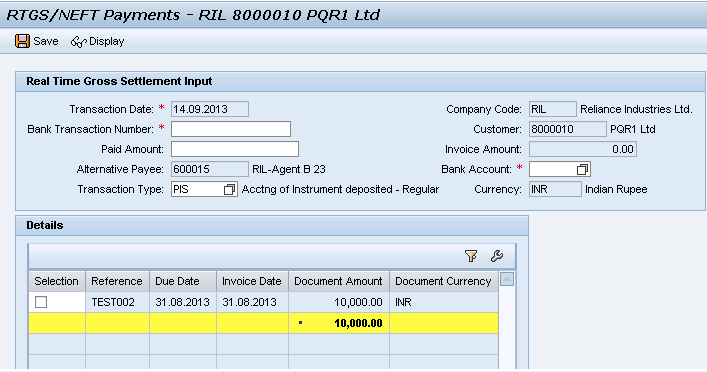 RTGS/NEFT Payments - RIL 8000010 PQR1 Ltd
Save Display
Real Time Gross Settlement Input
Transaction Date: * 14.09.2013 Company Code: RIL Reliance Industries Ltd.
Bank Transaction Number: * Customer: 8000010 PQR1 Ltd
Paid Amount: Invoice Amount: 0.00
Alternative Payee: 600015 RIL-Agent B 23 Bank Account: *
Transaction Type: PIS Acctng of Instrument deposited - Regular Currency: INR Indian Rupee
Details
Selection Reference Due Date Invoice Date Document Amount Document Currency
TEST002 31.08.2013 31.08.2013 10,000.00 INR
▪ 10,000.00